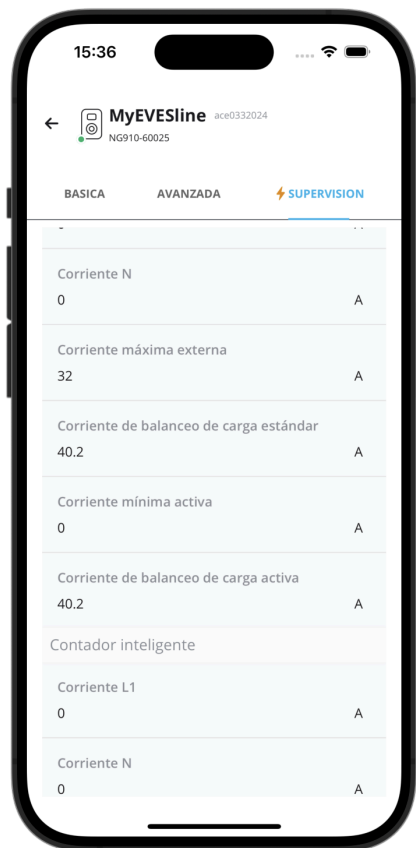 15:36
MyEVESline ace0332024
NG910-60025
BASICA AVANZADA SUPERVISION
Corriente N
0 A
Corriente máxima externa
32 A
Corriente de balanceo de carga estándar
40.2 A
Corriente mínima activa
0 A
Corriente de balanceo de carga activa
40.2 A
Contador inteligente
Corriente L1
0 A
Corriente N
0 A